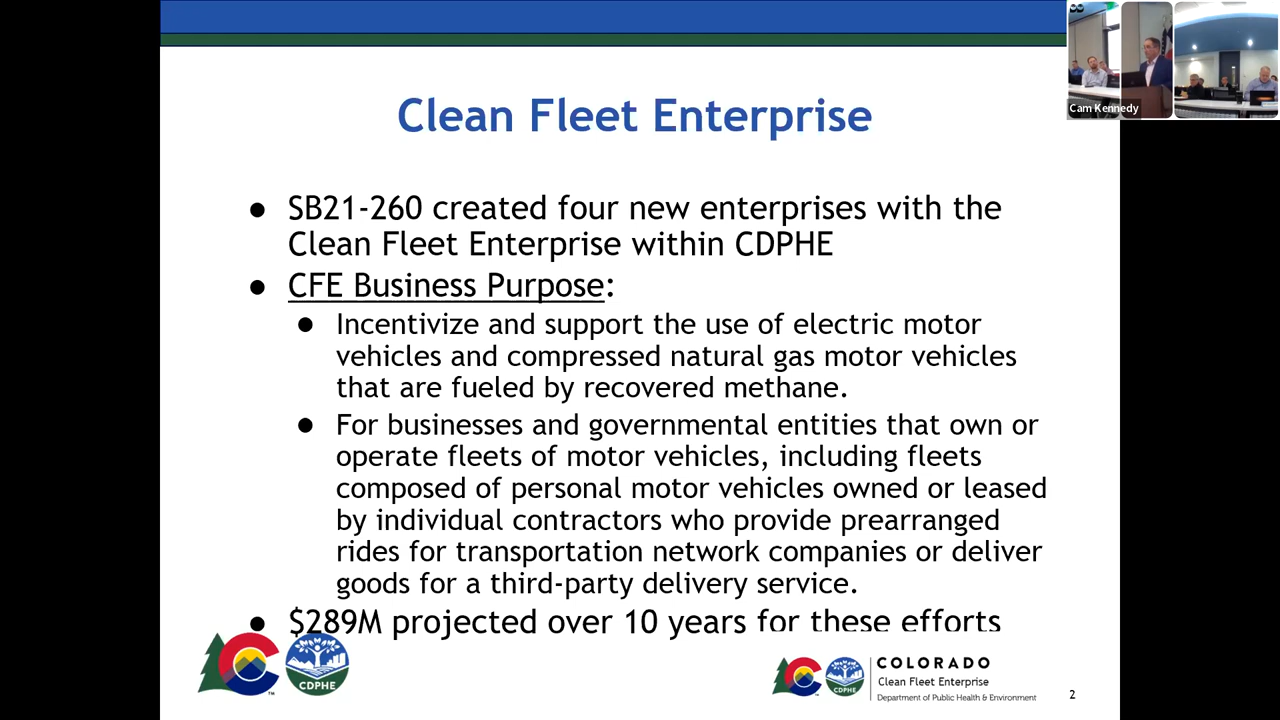 Clean Fleet Enterprise
● SB21-260 created four new enterprises with the
Clean Fleet Enterprise within CDPHE
● CFE Business Purpose:
● Incentivize and support the use of electric motor
vehicles and compressed natural gas motor vehicles
that are fueled by recovered methane.
● For businesses and governmental entities that own or
operate fleets of motor vehicles, including fleets
composed of personal motor vehicles owned or leased
by individual contractors who provide prearranged
rides for transportation network companies or deliver
goods for a third-party delivery service.
● $289M projected over 10 years for these efforts
CDPHE
TM
CDPHE
TM
COLORADO
Clean Fleet Enterprise
Department of Public Health & Environment
2
Cam Kennedy